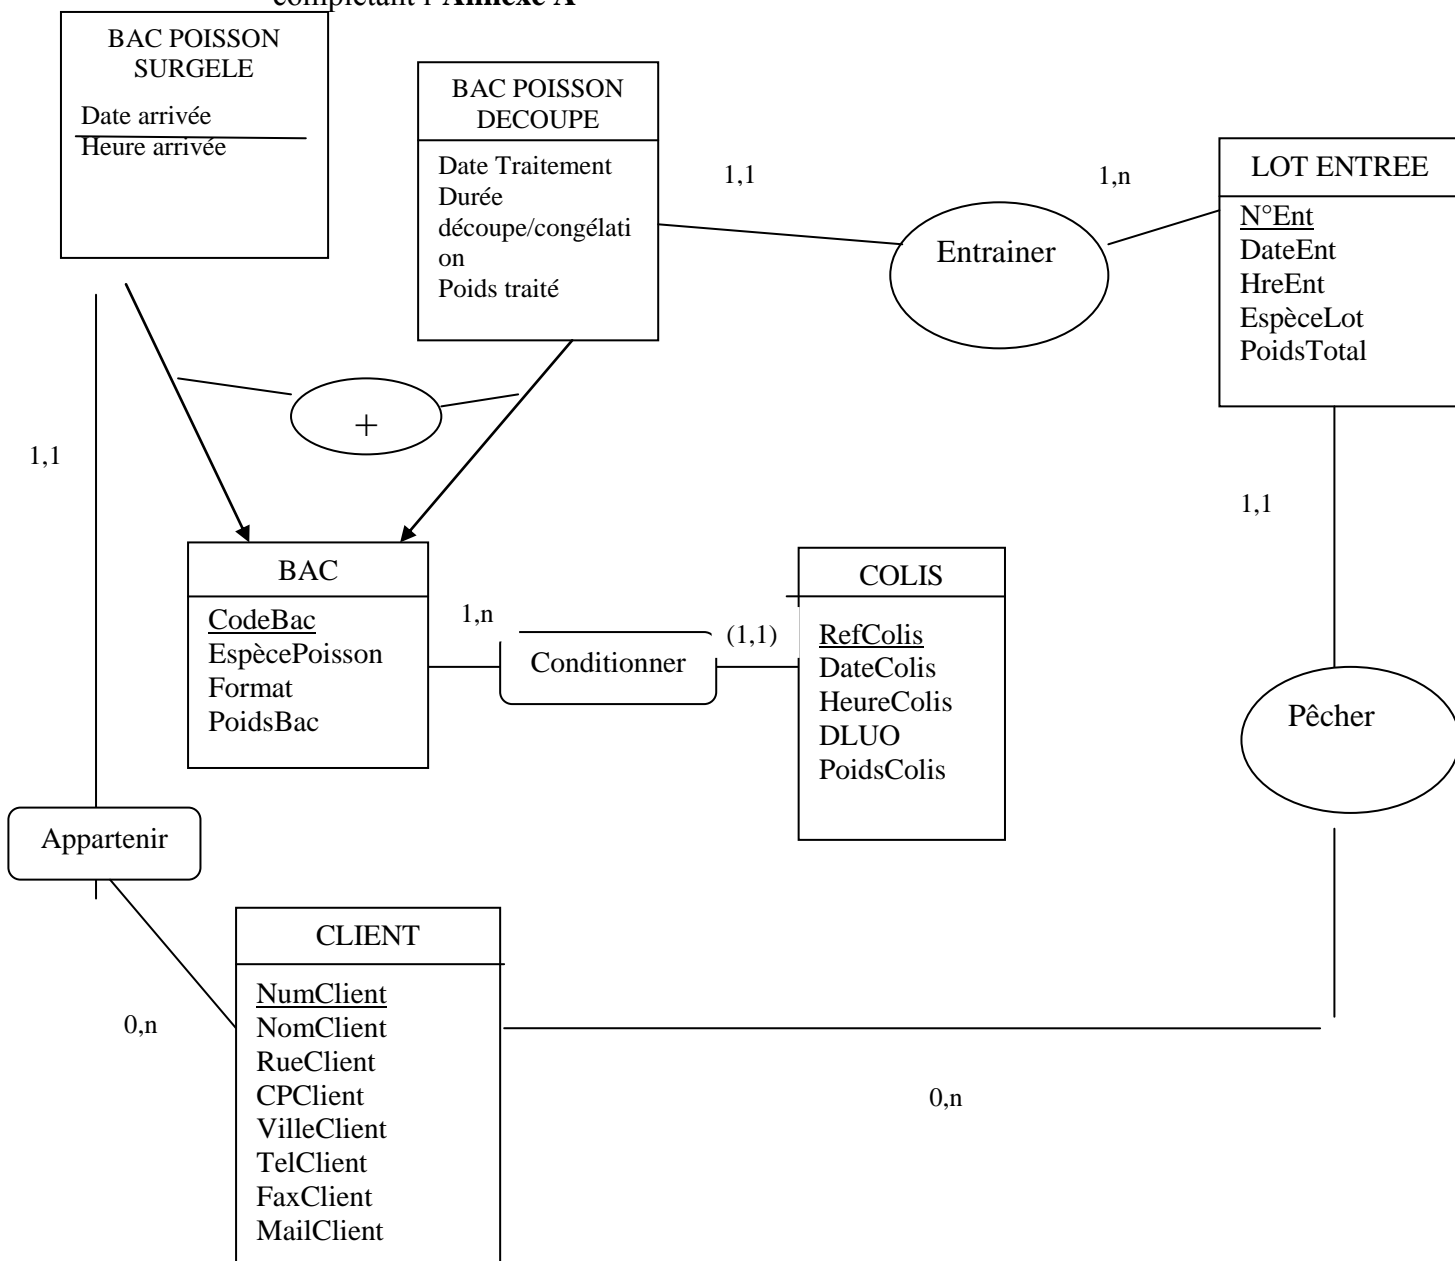 complétant l'Annexe A
BAC POISSON
SURGELE
Date arrivée
Heure arrivée
BAC POISSON
DECOUPE
Date Traitement
Durée
découpe/congélati
on
Poids traité
1,1
1,n
Entrainer
LOT ENTREE
N°Ent
DateEnt
HreEnt
EspèceLot
PoidsTotal
+
1,1
1,1
BAC
CodeBac
EspècePoisson
Format
PoidsBac
1,n
Conditionner
(1,1)
COLIS
RefColis
DateColis
HeureColis
DLUO
PoidsColis
Pêcher
Appartenir
0,n
CLIENT
NumClient
NomClient
RueClient
CPClient
VilleClient
TelClient
FaxClient
MailClient
0,n